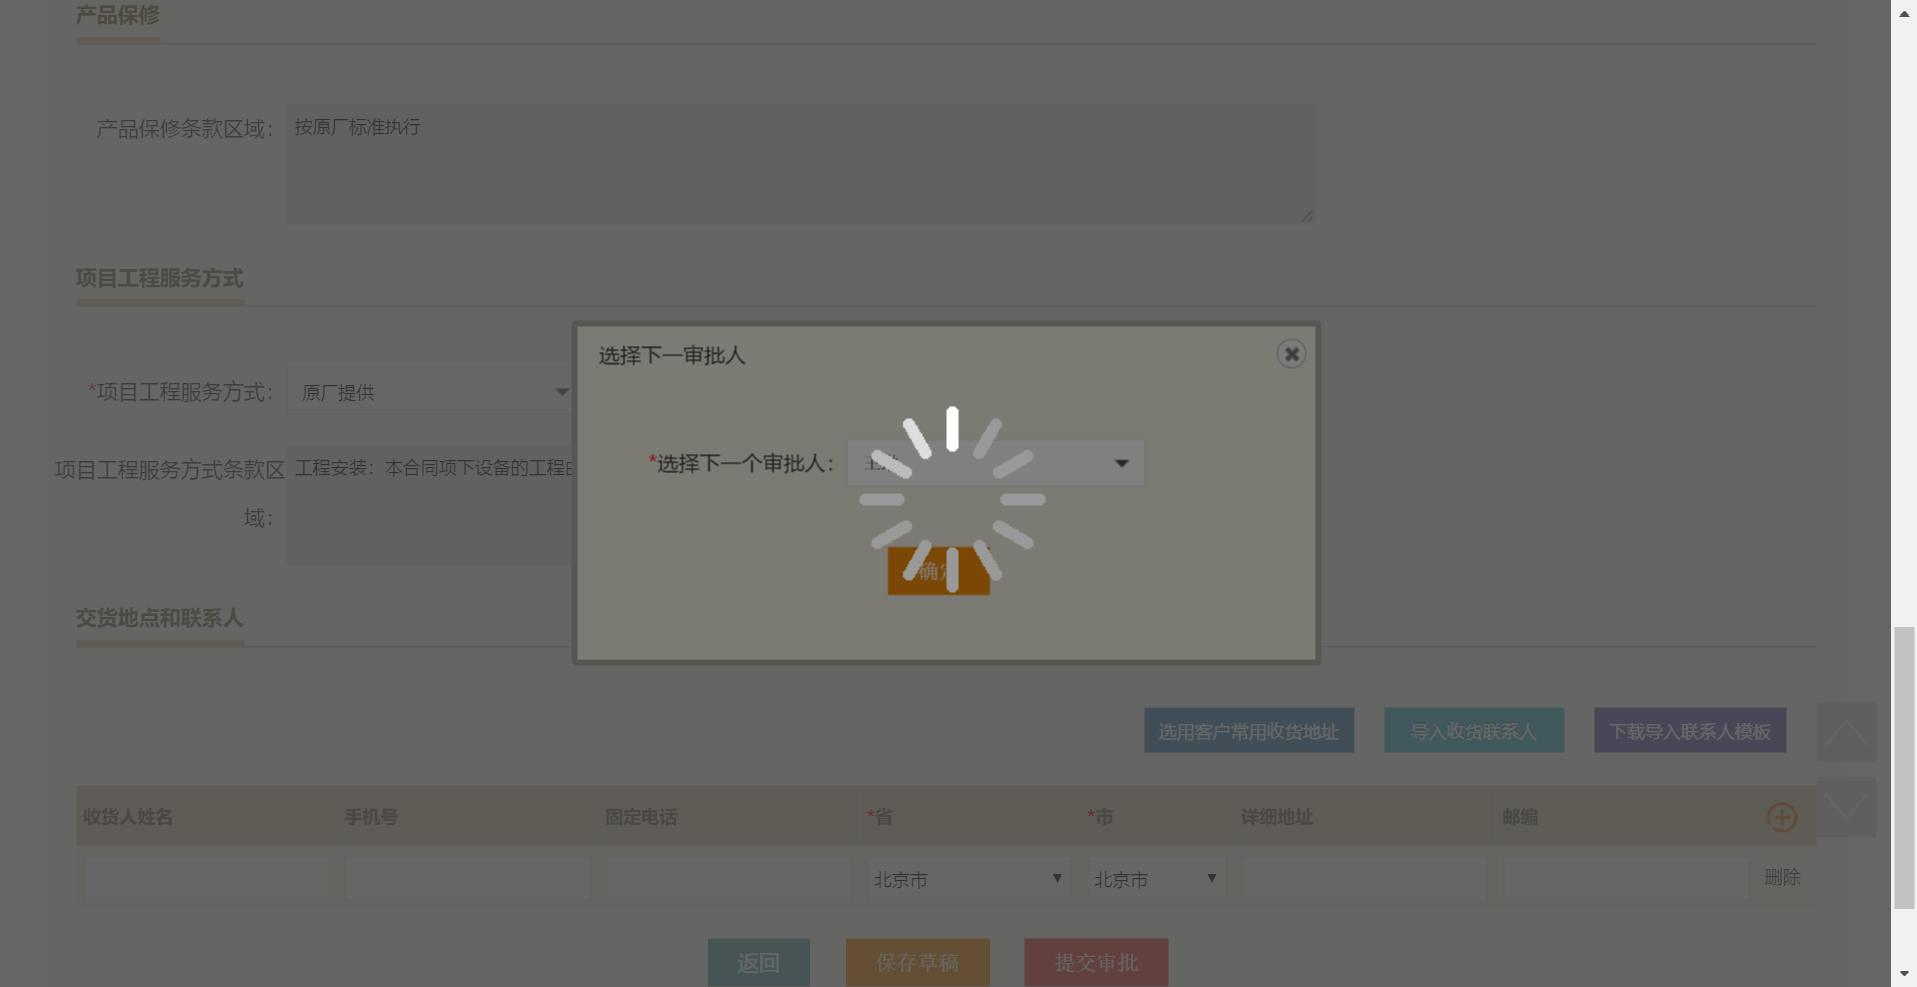 产品保修
产品保修条款区域：
按原厂标准执行
项目工程服务方式
*项目工程服务方式：
原厂提供
项目工程服务方式条款区域：
工程安装：本合同项下设备的工程
选择下一审批人
*选择下一个审批人：
确
交货地点和联系人
选用客户常用收货地址
导入收货联系人
下载导入联系人模板
收货人姓名 手机号 固定电话 *省 *市 详细地址 邮编
北京市 北京市 删除
返回 保存草稿 提交审批